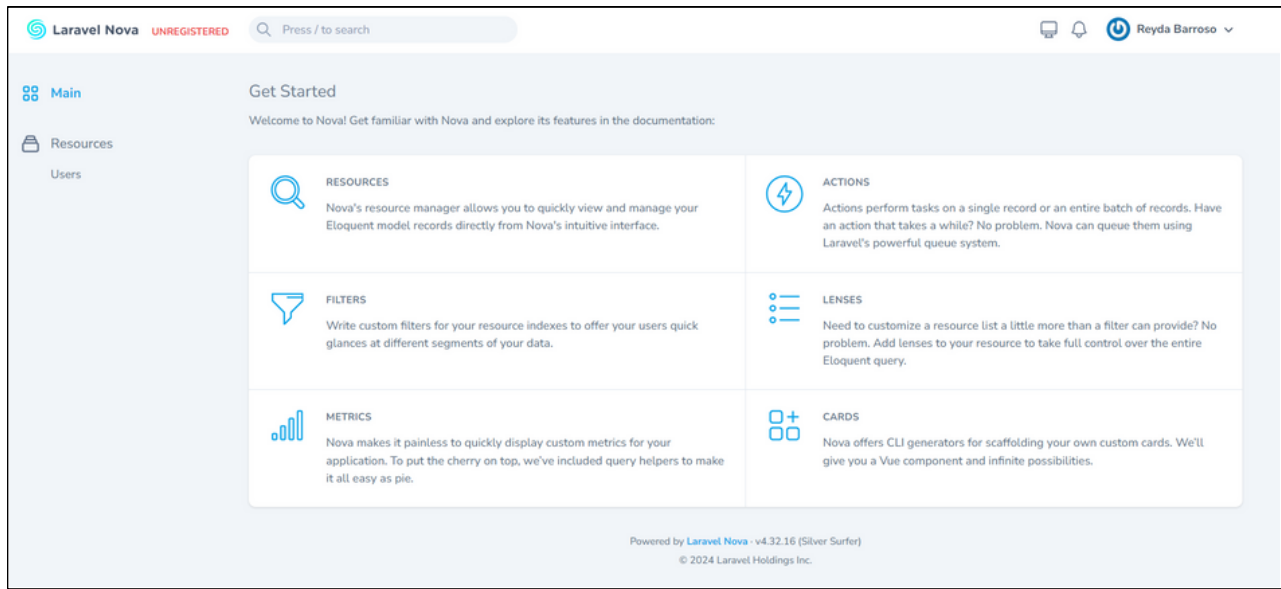 Laravel Nova UNREGISTERED
Press / to search
Reyda Barroso
Main
Resources
Users
Get Started
Welcome to Nova! Get familiar with Nova and explore its features in the documentation:
RESOURCES
Nova's resource manager allows you to quickly view and manage your
Eloquent model records directly from Nova's intuitive interface.
ACTIONS
Actions perform tasks on a single record or an entire batch of records. Have
an action that takes a while? No problem. Nova can queue them using
Laravel's powerful queue system.
FILTERS
Write custom filters for your resource indexes to offer your users quick
glances at different segments of your data.
LENSES
Need to customize a resource list a little more than a filter can provide? No
problem. Add lenses to your resource to take full control over the entire
Eloquent query.
METRICS
Nova makes it painless to quickly display custom metrics for your
application. To put the cherry on top, we've included query helpers to make
it all easy as pie.
CARDS
Nova offers CLI generators for scaffolding your own custom cards. We'll
give you a Vue component and infinite possibilities.
Powered by Laravel Nova · v4.32.16 (Silver Surfer)
© 2024 Laravel Holdings Inc.